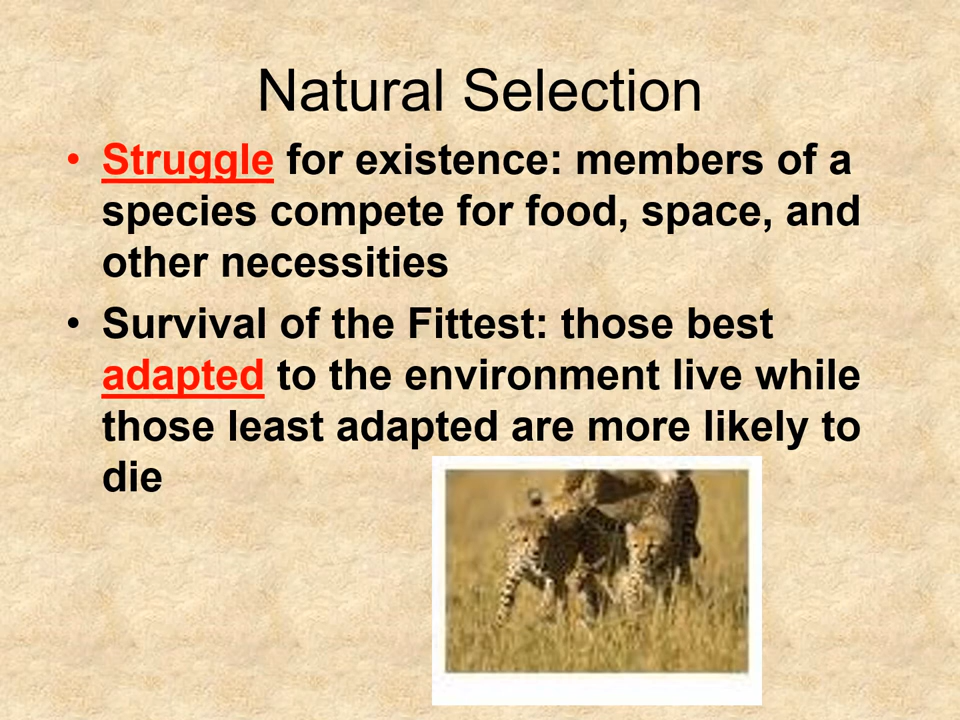 Natural Selection
• Struggle for existence: members of a
species compete for food, space, and
other necessities
• Survival of the Fittest: those best
adapted to the environment live while
those least adapted are more likely to
die